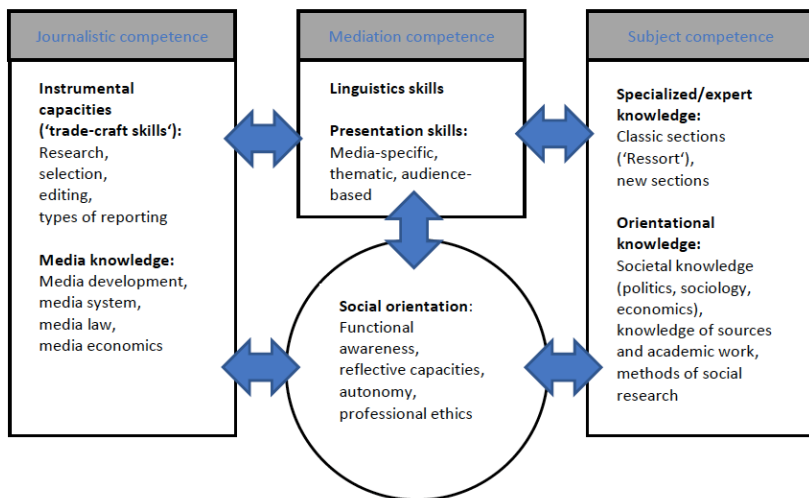 Journalistic competence
Instrumental
capacities
(‘trade-craft skills‘):
Research,
selection,
editing,
types of reporting
Media knowledge:
Media development,
media system,
media law,
media economics
Mediation competence
Linguistics skills
Presentation skills:
Media-specific,
thematic, audience-
based
Social orientation:
Functional
awareness,
reflective capacities,
autonomy,
professional ethics
Subject competence
Specialized/expert
knowledge:
Classic sections
(‘Ressort‘),
new sections
Orientational
knowledge:
Societal knowledge
(politics, sociology,
economics),
knowledge of sources
and academic work,
methods of social
research